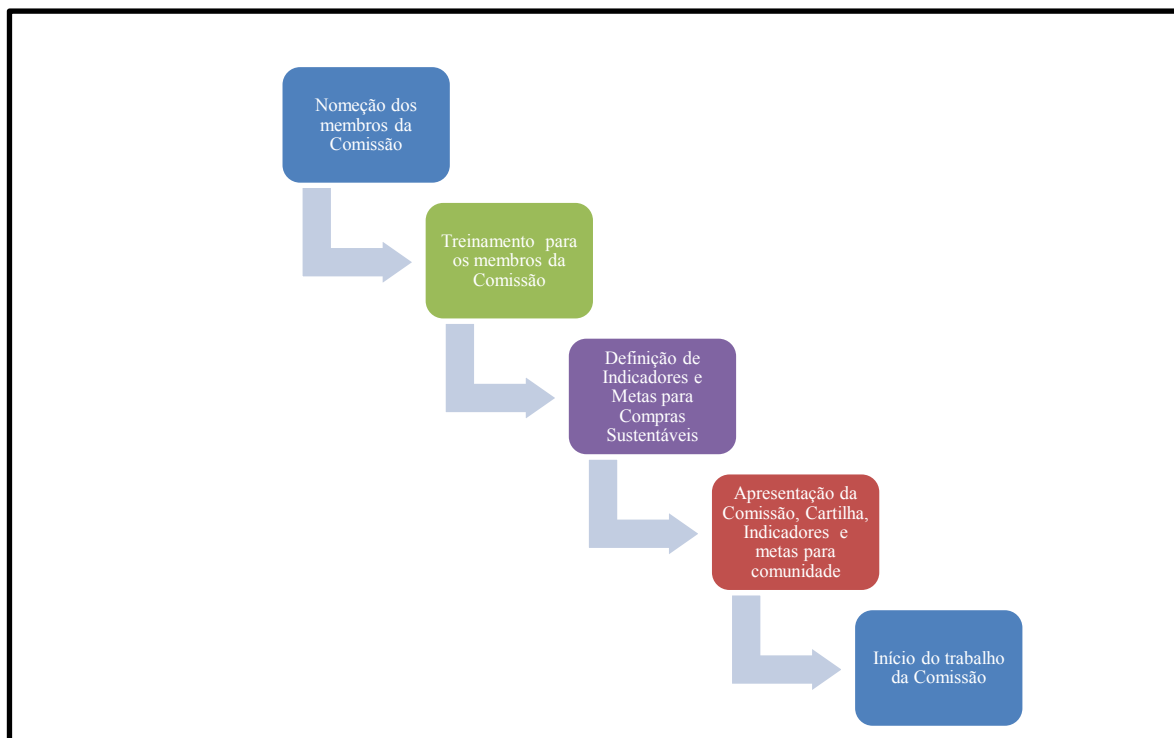 Nomeção dos
membros da
Comissão
Treinamento para
os membros da
Comissão
Definição de
Indicadores e
Metas para
Compras
Sustentáveis
Apresentação da
Comissão, Cartilha,
Indicadores e
metas para
comunidade
Início do trabalho
da Comissão